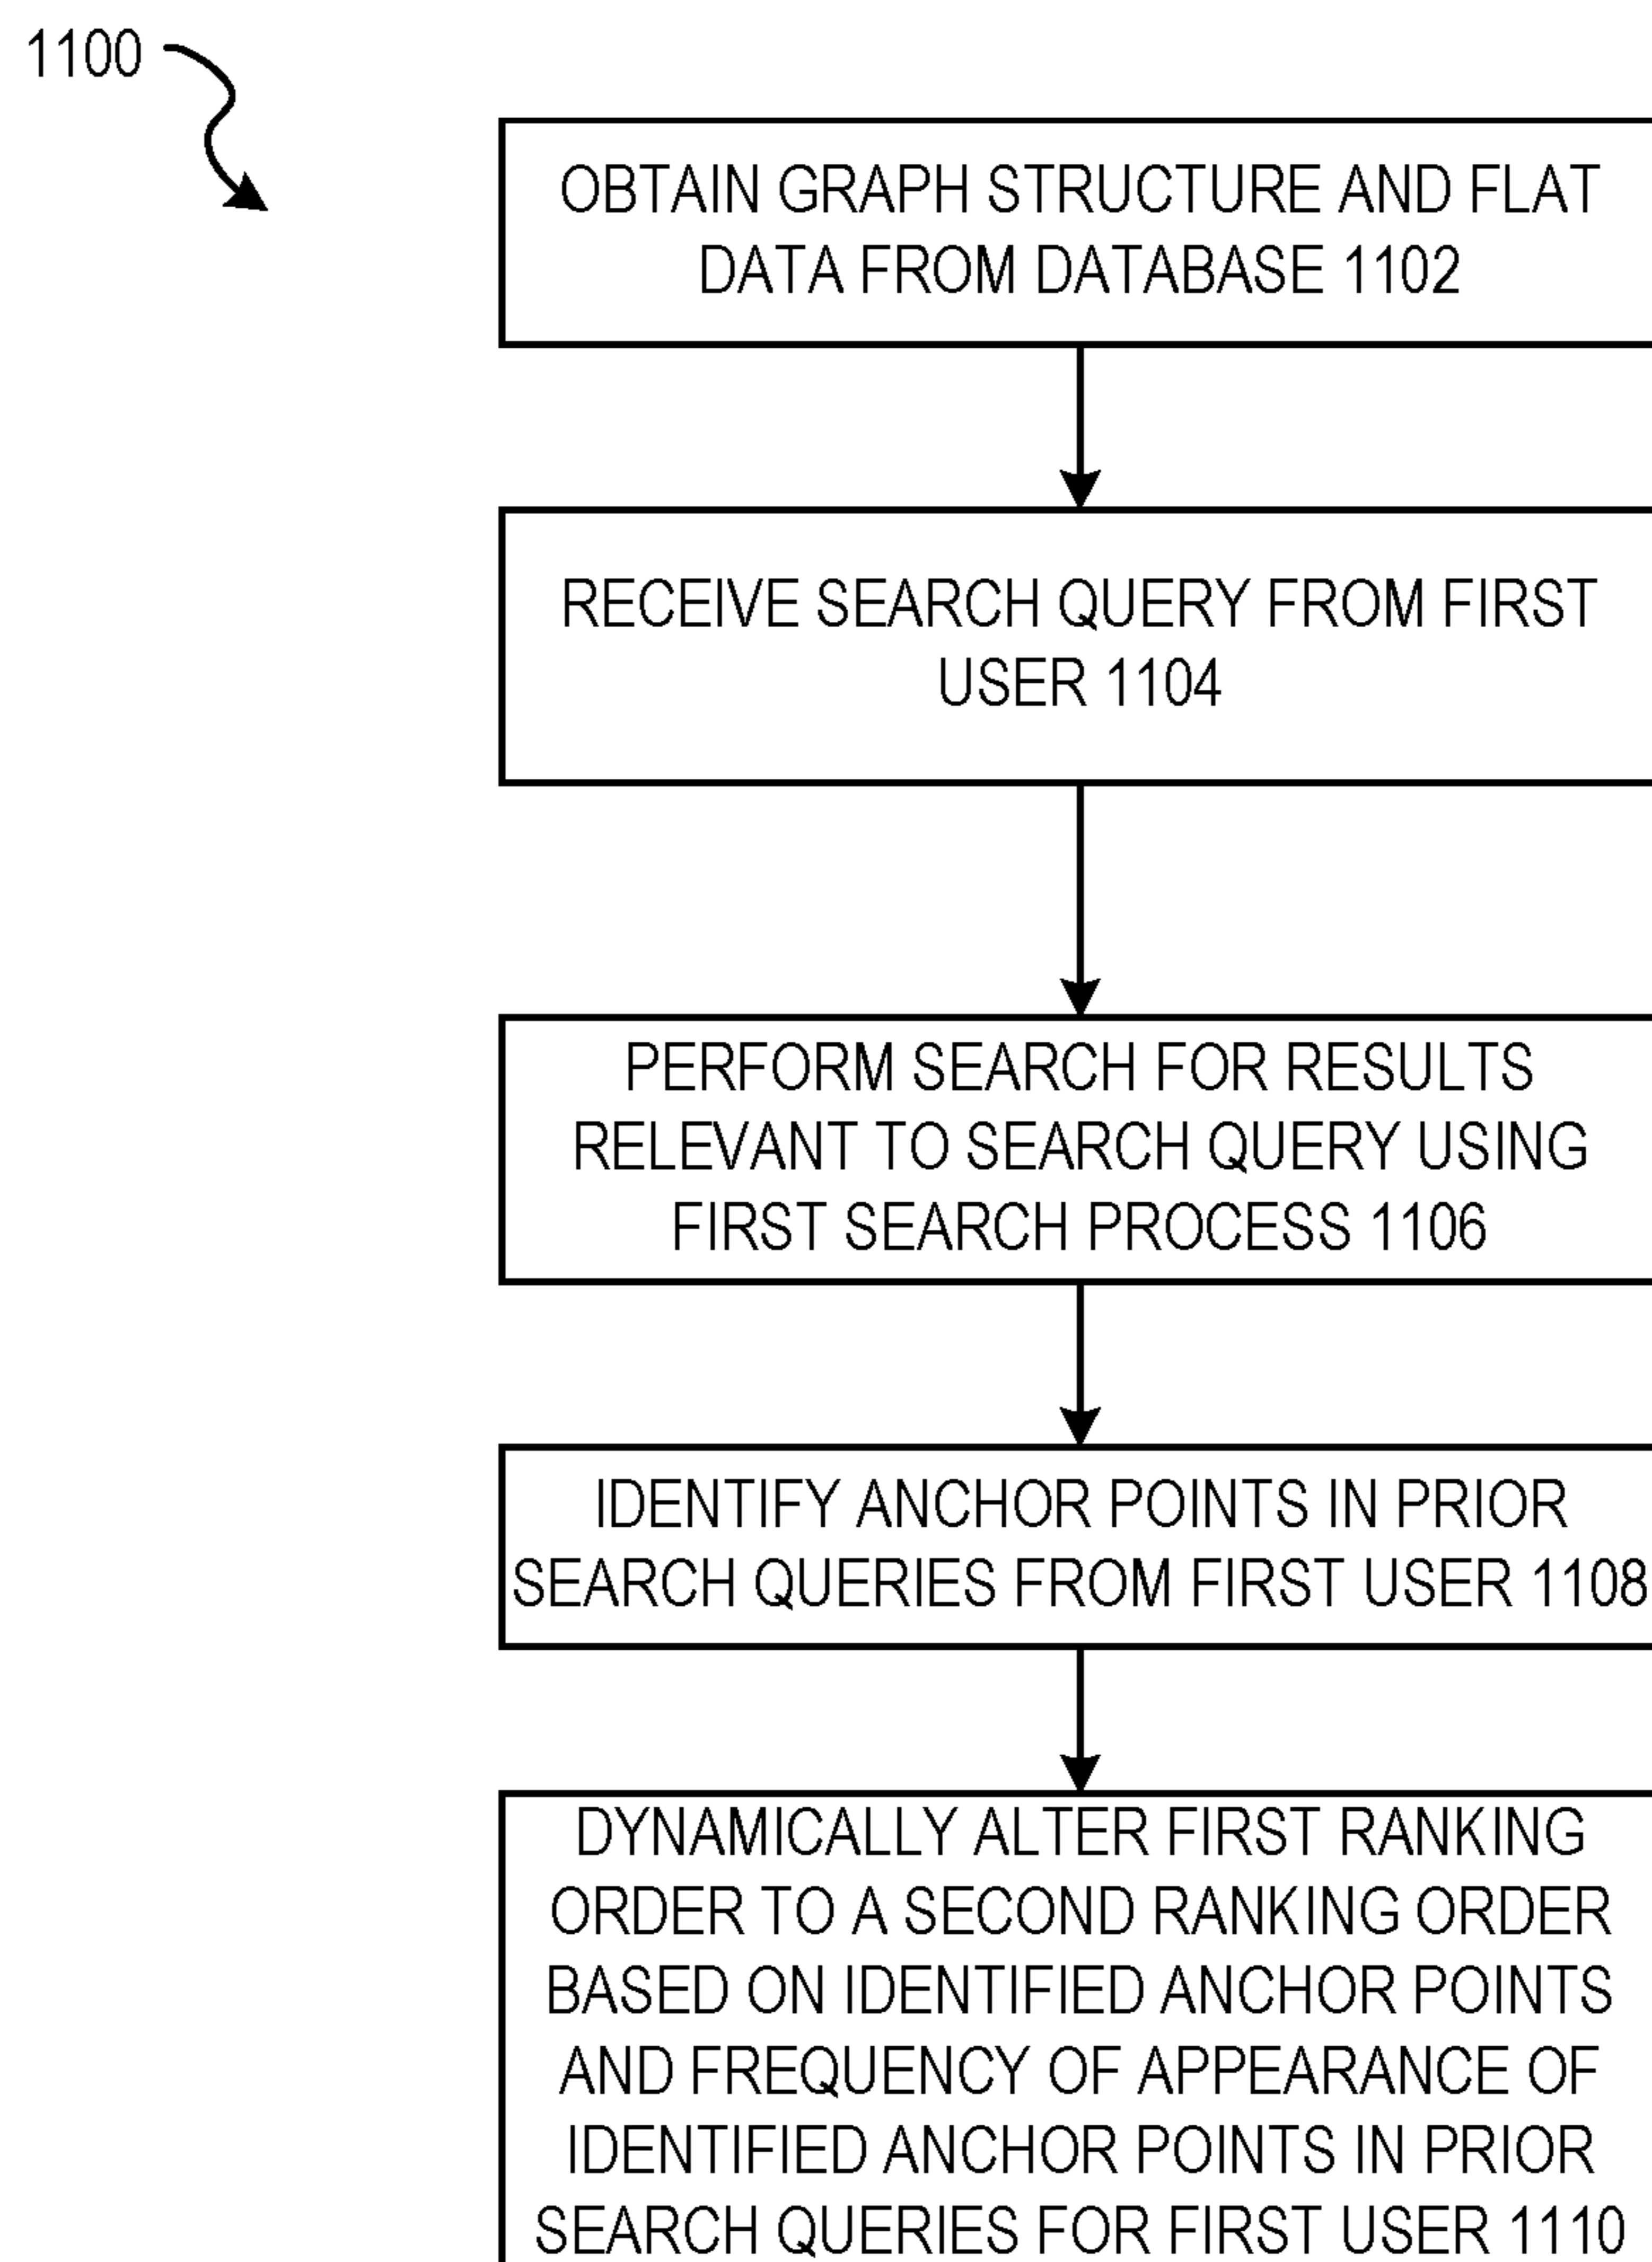 1100
OBTAIN GRAPH STRUCTURE AND FLAT
DATA FROM DATABASE 1102
RECEIVE SEARCH QUERY FROM FIRST
USER 1104
PERFORM SEARCH FOR RESULTS
RELEVANT TO SEARCH QUERY USING
FIRST SEARCH PROCESS 1106
IDENTIFY ANCHOR POINTS IN PRIOR
SEARCH QUERIES FROM FIRST USER 1108
DYNAMICALLY ALTER FIRST RANKING
ORDER TO A SECOND RANKING ORDER
BASED ON IDENTIFIED ANCHOR POINTS
AND FREQUENCY OF APPEARANCE OF
IDENTIFIED ANCHOR POINTS IN PRIOR
SEARCH QUERIES FOR FIRST USER 1110